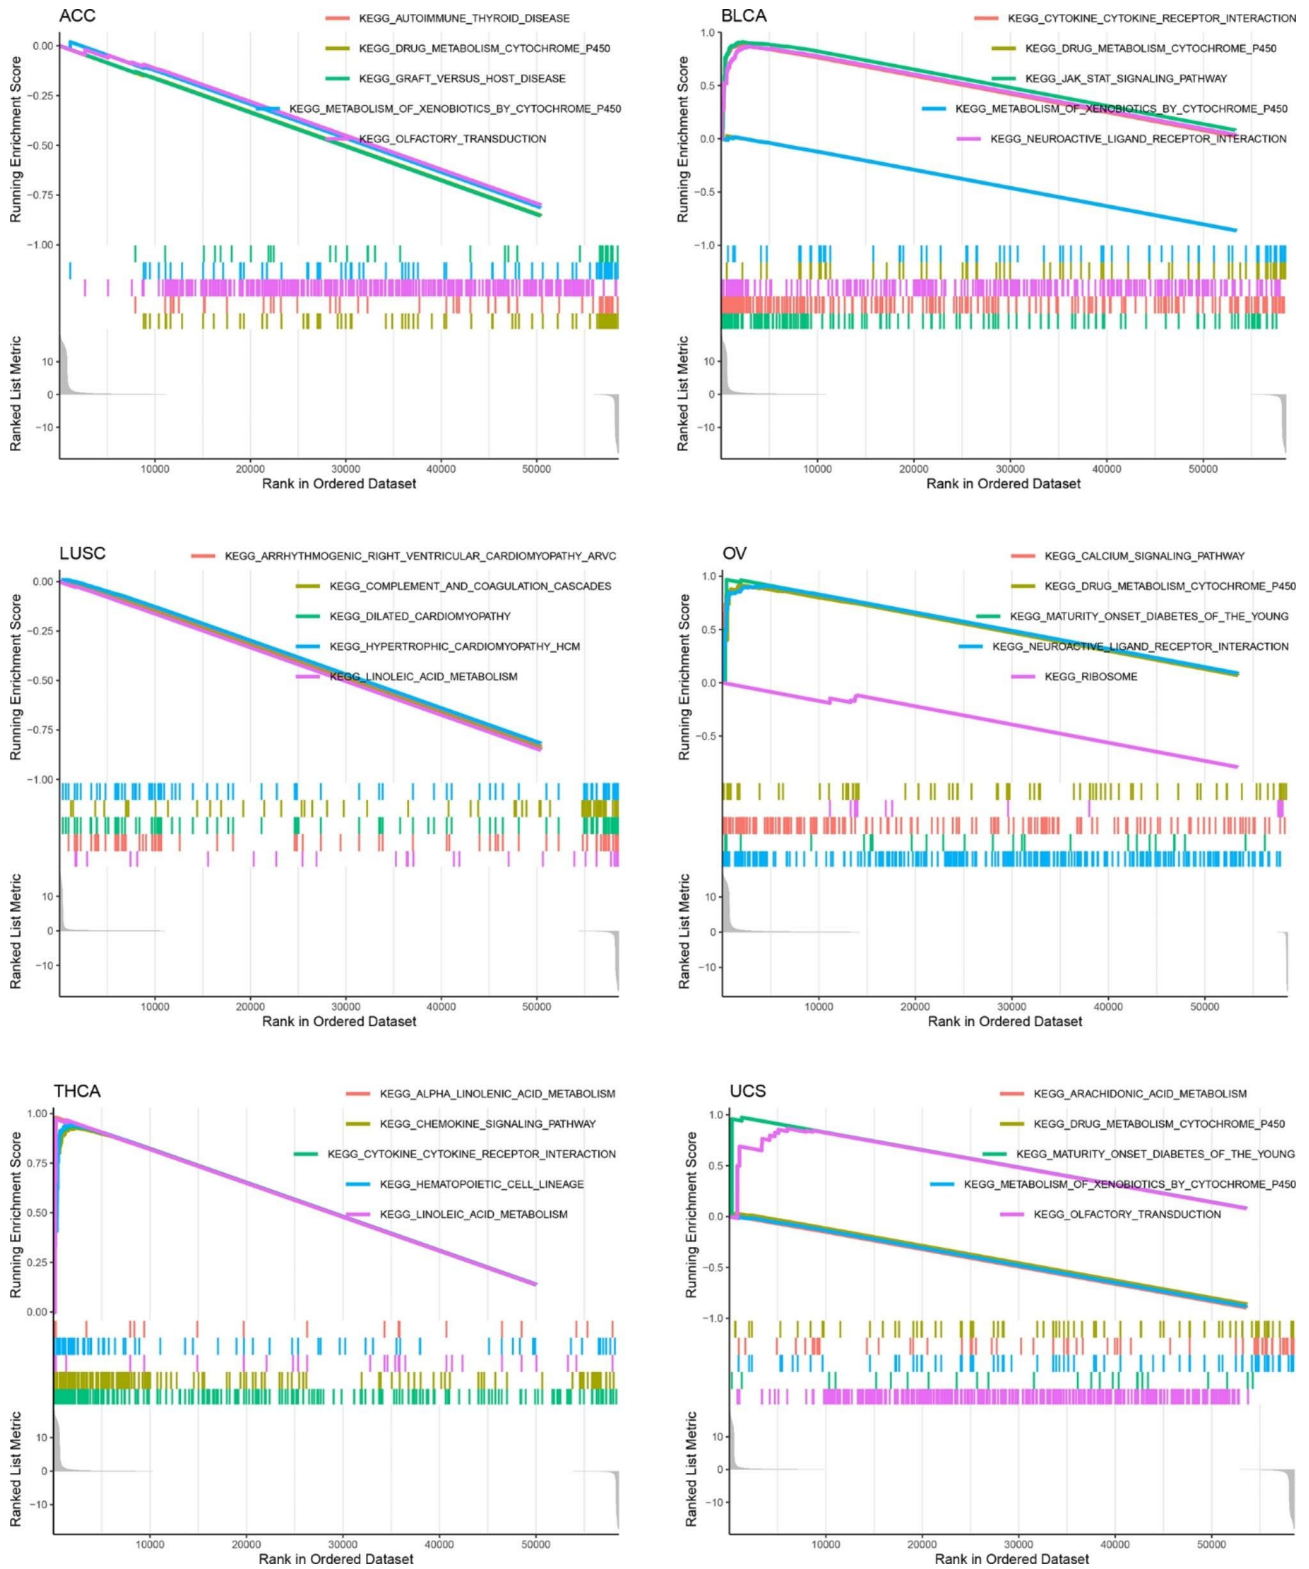 ACC
KEGG_AUTOIMMUNE_THYROID_DISEASE
KEGG_DRUG_METABOLISM_CYTOCHROME_P450
KEGG_GRAFT_VERSUS_HOST_DISEASE
KEGG_METABOLISM_OF_XENOBIOTICS_BY_CYTOCHROME_P450
KEGG_OLFACTORY_TRANSDUCTION
Running Enrichment Score
0.00
−0.25
−0.50
−0.75
−1.00
Ranked List Metric
10
0
−10
10000 20000 30000 40000 50000
Rank in Ordered Dataset
BLCA
KEGG_CYTOKINE_CYTOKINE_RECEPTOR_INTERACTION
KEGG_DRUG_METABOLISM_CYTOCHROME_P450
KEGG_JAK_STAT_SIGNALING_PATHWAY
KEGG_METABOLISM_OF_XENOBIOTICS_BY_CYTOCHROME_P450
KEGG_NEUROACTIVE_LIGAND_RECEPTOR_INTERACTION
Running Enrichment Score
1.0
0.5
0.0
−0.5
−1.0
Ranked List Metric
10
0
−10
10000 20000 30000 40000 50000
Rank in Ordered Dataset
LUSC
KEGG_ARRHYTHMOGENIC_RIGHT_VENTRICULAR_CARDIOMYOPATHY_ARVC
KEGG_COMPLEMENT_AND_COAGULATION_CASCADES
KEGG_DILATED_CARDIOMYOPATHY
KEGG_HYPERTROPHIC_CARDIOMYOPATHY_HCM
KEGG_LINOLEIC_ACID_METABOLISM
Running Enrichment Score
0.00
−0.25
−0.50
−0.75
−1.00
Ranked List Metric
10
0
−10
10000 20000 30000 40000 50000
Rank in Ordered Dataset
OV
KEGG_CALCIUM_SIGNALING_PATHWAY
KEGG_DRUG_METABOLISM_CYTOCHROME_P450
KEGG_MATURITY_ONSET_DIABETES_OF_THE_YOUNG
KEGG_NEUROACTIVE_LIGAND_RECEPTOR_INTERACTION
KEGG_RIBOSOME
Running Enrichment Score
1.0
0.5
0.0
−0.5
Ranked List Metric
10
0
−10
10000 20000 30000 40000 50000
Rank in Ordered Dataset
THCA
KEGG_ALPHA_LINOLENIC_ACID_METABOLISM
KEGG_CHEMOKINE_SIGNALING_PATHWAY
KEGG_CYTOKINE_CYTOKINE_RECEPTOR_INTERACTION
KEGG_HEMATOPOIETIC_CELL_LINEAGE
KEGG_LINOLEIC_ACID_METABOLISM
Running Enrichment Score
1.00
0.75
0.50
0.25
0.00
Ranked List Metric
10
0
−10
10000 20000 30000 40000 50000
Rank in Ordered Dataset
UCS
KEGG_ARACHIDONIC_ACID_METABOLISM
KEGG_DRUG_METABOLISM_CYTOCHROME_P450
KEGG_MATURITY_ONSET_DIABETES_OF_THE_YOUNG
KEGG_METABOLISM_OF_XENOBIOTICS_BY_CYTOCHROME_P450
KEGG_OLFACTORY_TRANSDUCTION
Running Enrichment Score
1.0
0.5
0.0
−0.5
−1.0
Ranked List Metric
10
0
−10
10000 20000 30000 40000 50000
Rank in Ordered Dataset